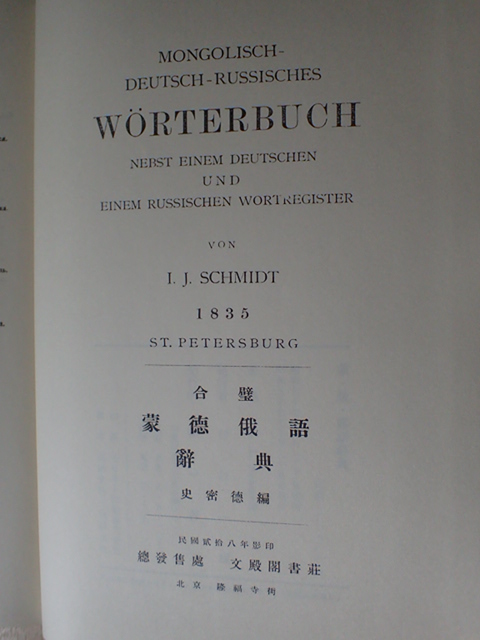 MONGOLISCH-
DEUTSCH-RUSSISCHES
WÖRTERBUCH
NEBST EINEM DEUTSCHEN
UND
EINEM RUSSISCHEN WORTREGISTER
VON
I. J. SCHMIDT
1835
ST. PETERSBURG
合璧
蒙德俄語
辭典
史密德編
民國貳拾八年影印
總發售處 文殿閣書莊
北京 隆福寺街